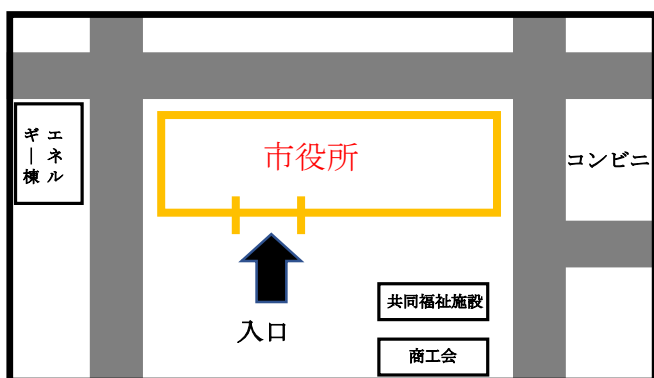 市役所
エネル
ギー棟
コンビニ
入口
共同福祉施設
商工会